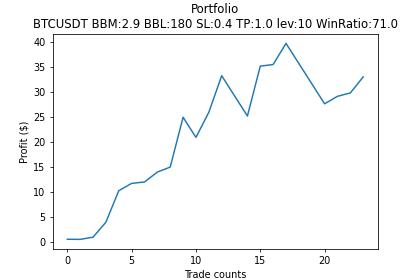 Portfolio
BTCUSDT BBM:2.9 BBL:180 SL:0.4 TP:1.0 lev:10 WinRatio:71.0
40
35
30
25
20
15
10
5
0
Profit ($)
0 5 10 15 20
Trade counts